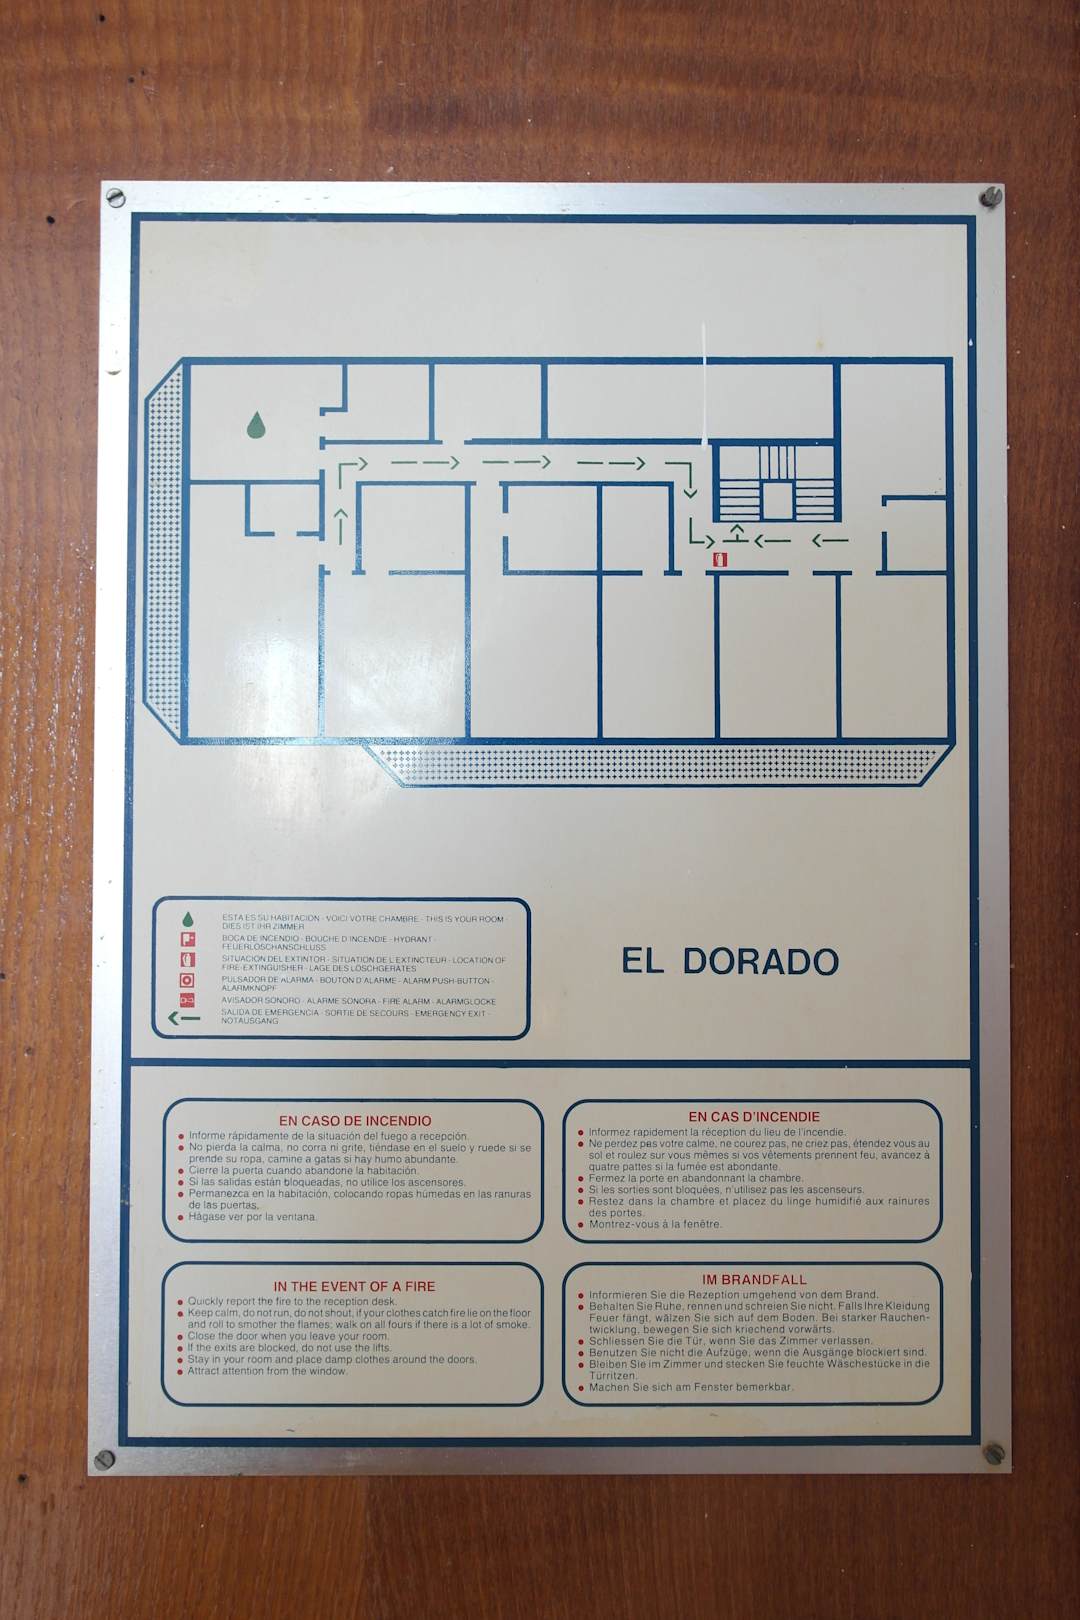 ESTA ES SU HABITACION - VOICI VOTRE CHAMBRE - THIS IS YOUR ROOM -
DIES IST IHR ZIMMER
BOCA DE INCENDIO - BOUCHE D'INCENDIE - HYDRANT -
FEUERLÖSCHANSCHLUSS
SITUACION DEL EXTINTOR - SITUATION DE L'EXTINCTEUR - LOCATION OF
FIRE-EXTINGUISHER - LAGE DES LÖSCHGERÄTES
PULSADOR DE ALARMA - BOUTON D'ALARME - ALARM PUSH-BUTTON -
ALARMKNOPF
AVISADOR SONORO - ALARME SONORA - FIRE ALARM - ALARMGLOCKE
SALIDA DE EMERGENCIA - SORTIE DE SECOURS - EMERGENCY EXIT -
NOTAUSGANG
EL DORADO
EN CASO DE INCENDIO
Informe rápidamente de la situación del fuego a recepción.
No pierda la calma, no corra ni grite, tiéndase en el suelo y ruede si se
prende su ropa, camine a gatas si hay humo abundante.
Cierre la puerta cuando abandone la habitación.
Si las salidas están bloqueadas, no utilice los ascensores.
Permanezca en la habitación, colocando ropas húmedas en las ranuras
de las puertas.
Hágase ver por la ventana.
EN CAS D'INCENDIE
Informez rapidement la réception du lieu de l'incendie.
Ne perdez pas votre calme, ne courez pas, ne criez pas, étendez vous au
sol et roulez sur vous mêmes si vos vêtements prennent feu, avancez à
quatre pattes si la fumée est abondante.
Fermez la porte en abandonnant la chambre.
Si les sorties sont bloquées, n'utilisez pas les ascenseurs.
Restez dans la chambre et placez du linge humidifié aux rainures
des portes.
Montrez-vous à la fenêtre.
IN THE EVENT OF A FIRE
Quickly report the fire to the reception desk.
Keep calm, do not run, do not shout, if your clothes catch fire lie on the floor
and roll to smother the flames; walk on all fours if there is a lot of smoke.
Close the door when you leave your room.
If the exits are blocked, do not use the lifts.
Stay in your room and place damp clothes around the doors.
Attract attention from the window.
IM BRANDFALL
Informieren Sie die Rezeption umgehend von dem Brand.
Behalten Sie Ruhe, rennen und schreien Sie nicht. Falls Ihre Kleidung
Feuer fängt, wälzen Sie sich auf dem Boden. Bei starker Rauchen-
twicklung, bewegen Sie sich kriechend vorwärts.
Schliessen Sie die Tür, wenn Sie das Zimmer verlassen.
Benutzen Sie nicht die Aufzüge, wenn die Ausgänge blockiert sind.
Bleiben Sie im Zimmer und stecken Sie feuchte Wäschestücke in die
Türritzen.
Machen Sie sich am Fenster bemerkbar.